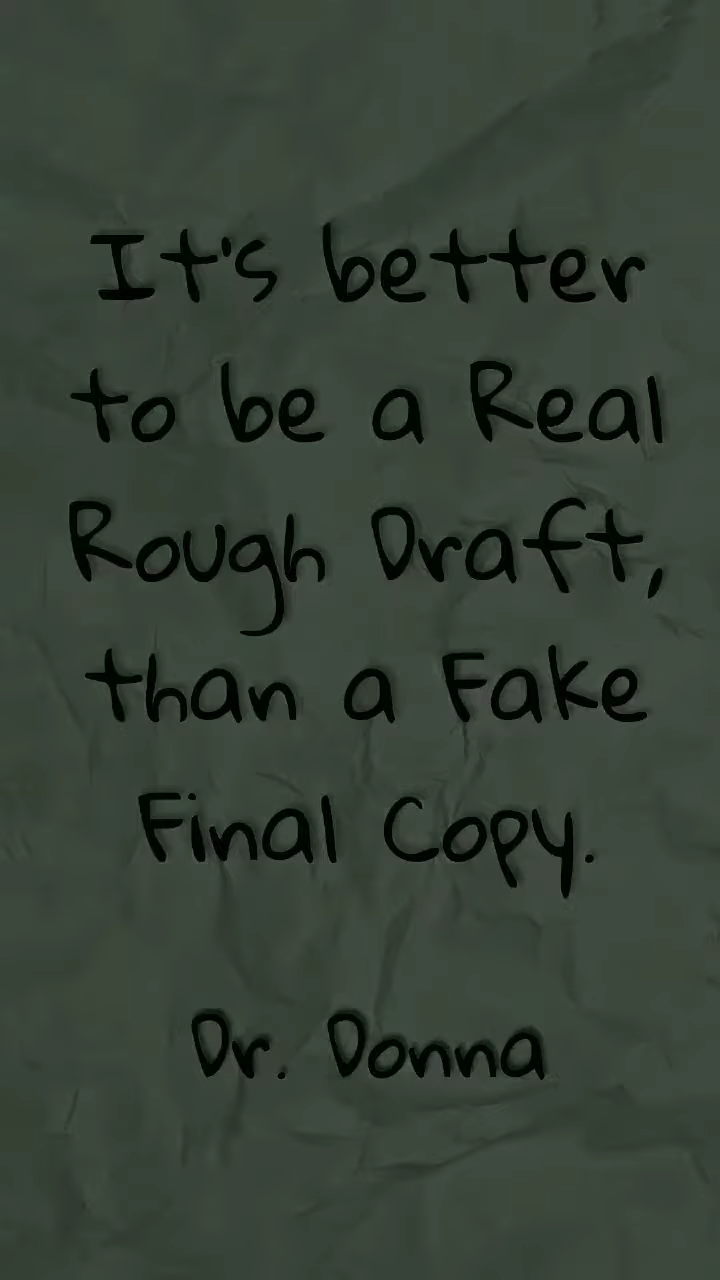 It's better
to be a Real
Rough Draft,
than a Fake
Final Copy.
Dr. Donna